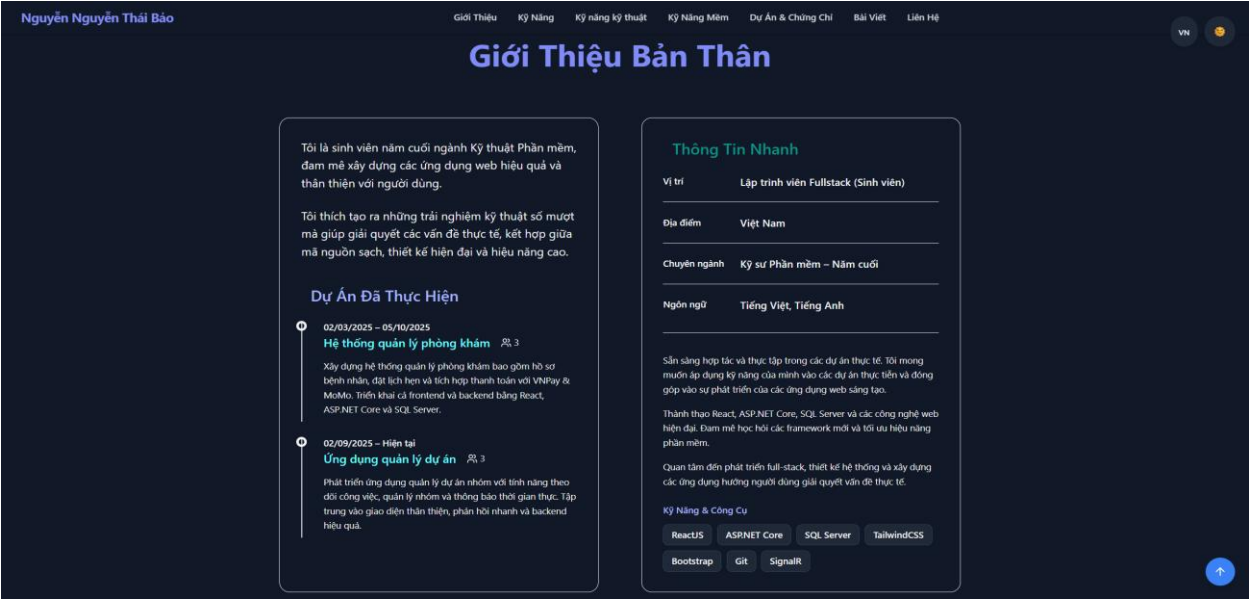 Nguyễn Nguyễn Thái Bảo
Giới Thiệu Kỹ Năng Kỹ năng kỹ thuật Kỹ Năng Mềm Dự Án & Chứng Chỉ Bài Viết Liên Hệ
VN
Giới Thiệu Bản Thân
Tôi là sinh viên năm cuối ngành Kỹ thuật Phần mềm,
đam mê xây dựng các ứng dụng web hiệu quả và
thân thiện với người dùng.
Tôi thích tạo ra những trải nghiệm kỹ thuật số mượt
mà giúp giải quyết các vấn đề thực tế, kết hợp giữa
mã nguồn sạch, thiết kế hiện đại và hiệu năng cao.
Dự Án Đã Thực Hiện
02/03/2025 – 05/10/2025
Hệ thống quản lý phòng khám 3
Xây dựng hệ thống quản lý phòng khám bao gồm hồ sơ
bệnh nhân, đặt lịch hẹn và tích hợp thanh toán với VNPay &
MoMo. Triển khai cả frontend và backend bằng React,
ASP.NET Core và SQL Server.
02/09/2025 – Hiện tại
Ứng dụng quản lý dự án 3
Phát triển ứng dụng quản lý dự án nhóm với tính năng theo
dõi công việc, quản lý nhóm và thông báo thời gian thực. Tập
trung vào giao diện thân thiện, phản hồi nhanh và backend
hiệu quả.
Thông Tin Nhanh
Vị trí Lập trình viên Fullstack (Sinh viên)
Địa điểm Việt Nam
Chuyên ngành Kỹ sư Phần mềm – Năm cuối
Ngôn ngữ Tiếng Việt, Tiếng Anh
Sẵn sàng hợp tác và thực tập trong các dự án thực tế. Tôi mong
muốn áp dụng kỹ năng của mình vào các dự án thực tiễn và đóng
góp vào sự phát triển của các ứng dụng web sáng tạo.
Thành thạo React, ASP.NET Core, SQL Server và các công nghệ web
hiện đại. Đam mê học hỏi các framework mới và tối ưu hiệu năng
phần mềm.
Quan tâm đến phát triển full-stack, thiết kế hệ thống và xây dựng
các ứng dụng hướng người dùng giải quyết vấn đề thực tế.
Kỹ Năng & Công Cụ
ReactJS ASP.NET Core SQL Server TailwindCSS
Bootstrap Git SignalR